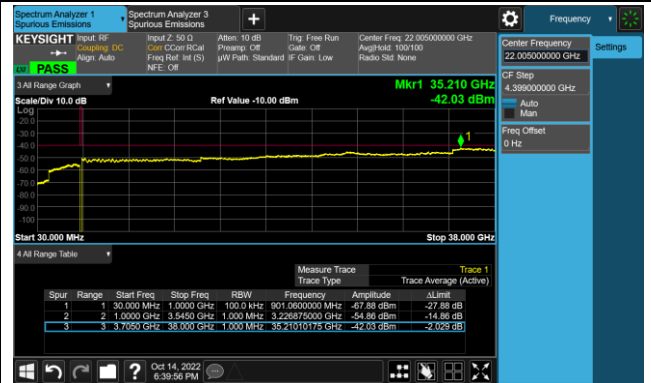 Spectrum Analyzer 1
Spurious Emissions
Spectrum Analyzer 3
Spurious Emissions
Frequency
KEYSIGHT
PASS
Input: RF
Coupling: DC
Align: Auto
Input Z: 50 Ω
Corr CCorr RCal
Freq Ref: Int (S)
NFE: Off
Atten: 10 dB
Preamp: Off
µW Path: Standard
Trig: Free Run
Gate: Off
IF Gain: Low
Center Freq: 22.005000000 GHz
Avg|Hold: 100/100
Radio Std: None
Center Frequency
22.005000000 GHz
Settings
CF Step
4.399000000 GHz
Auto
Man
Freq Offset
0 Hz
3 All Range Graph
Mkr1 35.210 GHz
Scale/Div 10.0 dB
Ref Value -10.00 dBm
-42.03 dBm
Log
-20.0
-30.0
-40.0
-50.0
-60.0
-70.0
-80.0
-90.0
-100
1
Start 30.000 MHz
Stop 38.000 GHz
4 All Range Table
Measure Trace Trace 1
Trace Type Trace Average (Active)
Spur Range Start Freq Stop Freq RBW Frequency Amplitude ΔLimit
1 1 30.000 MHz 1.0000 GHz 100.0 kHz 901.0600000 MHz -67.88 dBm -27.88 dB
2 2 1.0000 GHz 3.5450 GHz 1.000 MHz 3.226875000 GHz -54.86 dBm -14.86 dB
3 3 3.7050 GHz 38.000 GHz 1.000 MHz 35.21010175 GHz -42.03 dBm -2.029 dB
Oct 14, 2022
6:39:56 PM